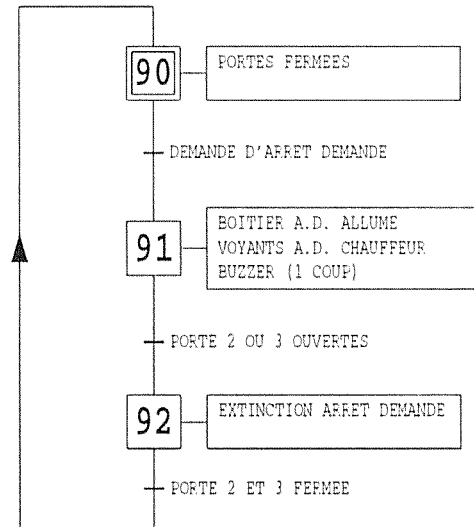 90
PORTES FERMEES
DEMANDE D'ARRET DEMANDE
91
BOITIER A.D. ALLUME
VOYANTS A.D. CHAUFFEUR
BUZZER (1 COUP)
PORTE 2 OU 3 OUVERTES
92
EXTINCTION ARRET DEMANDE
PORTE 2 ET 3 FERMEE